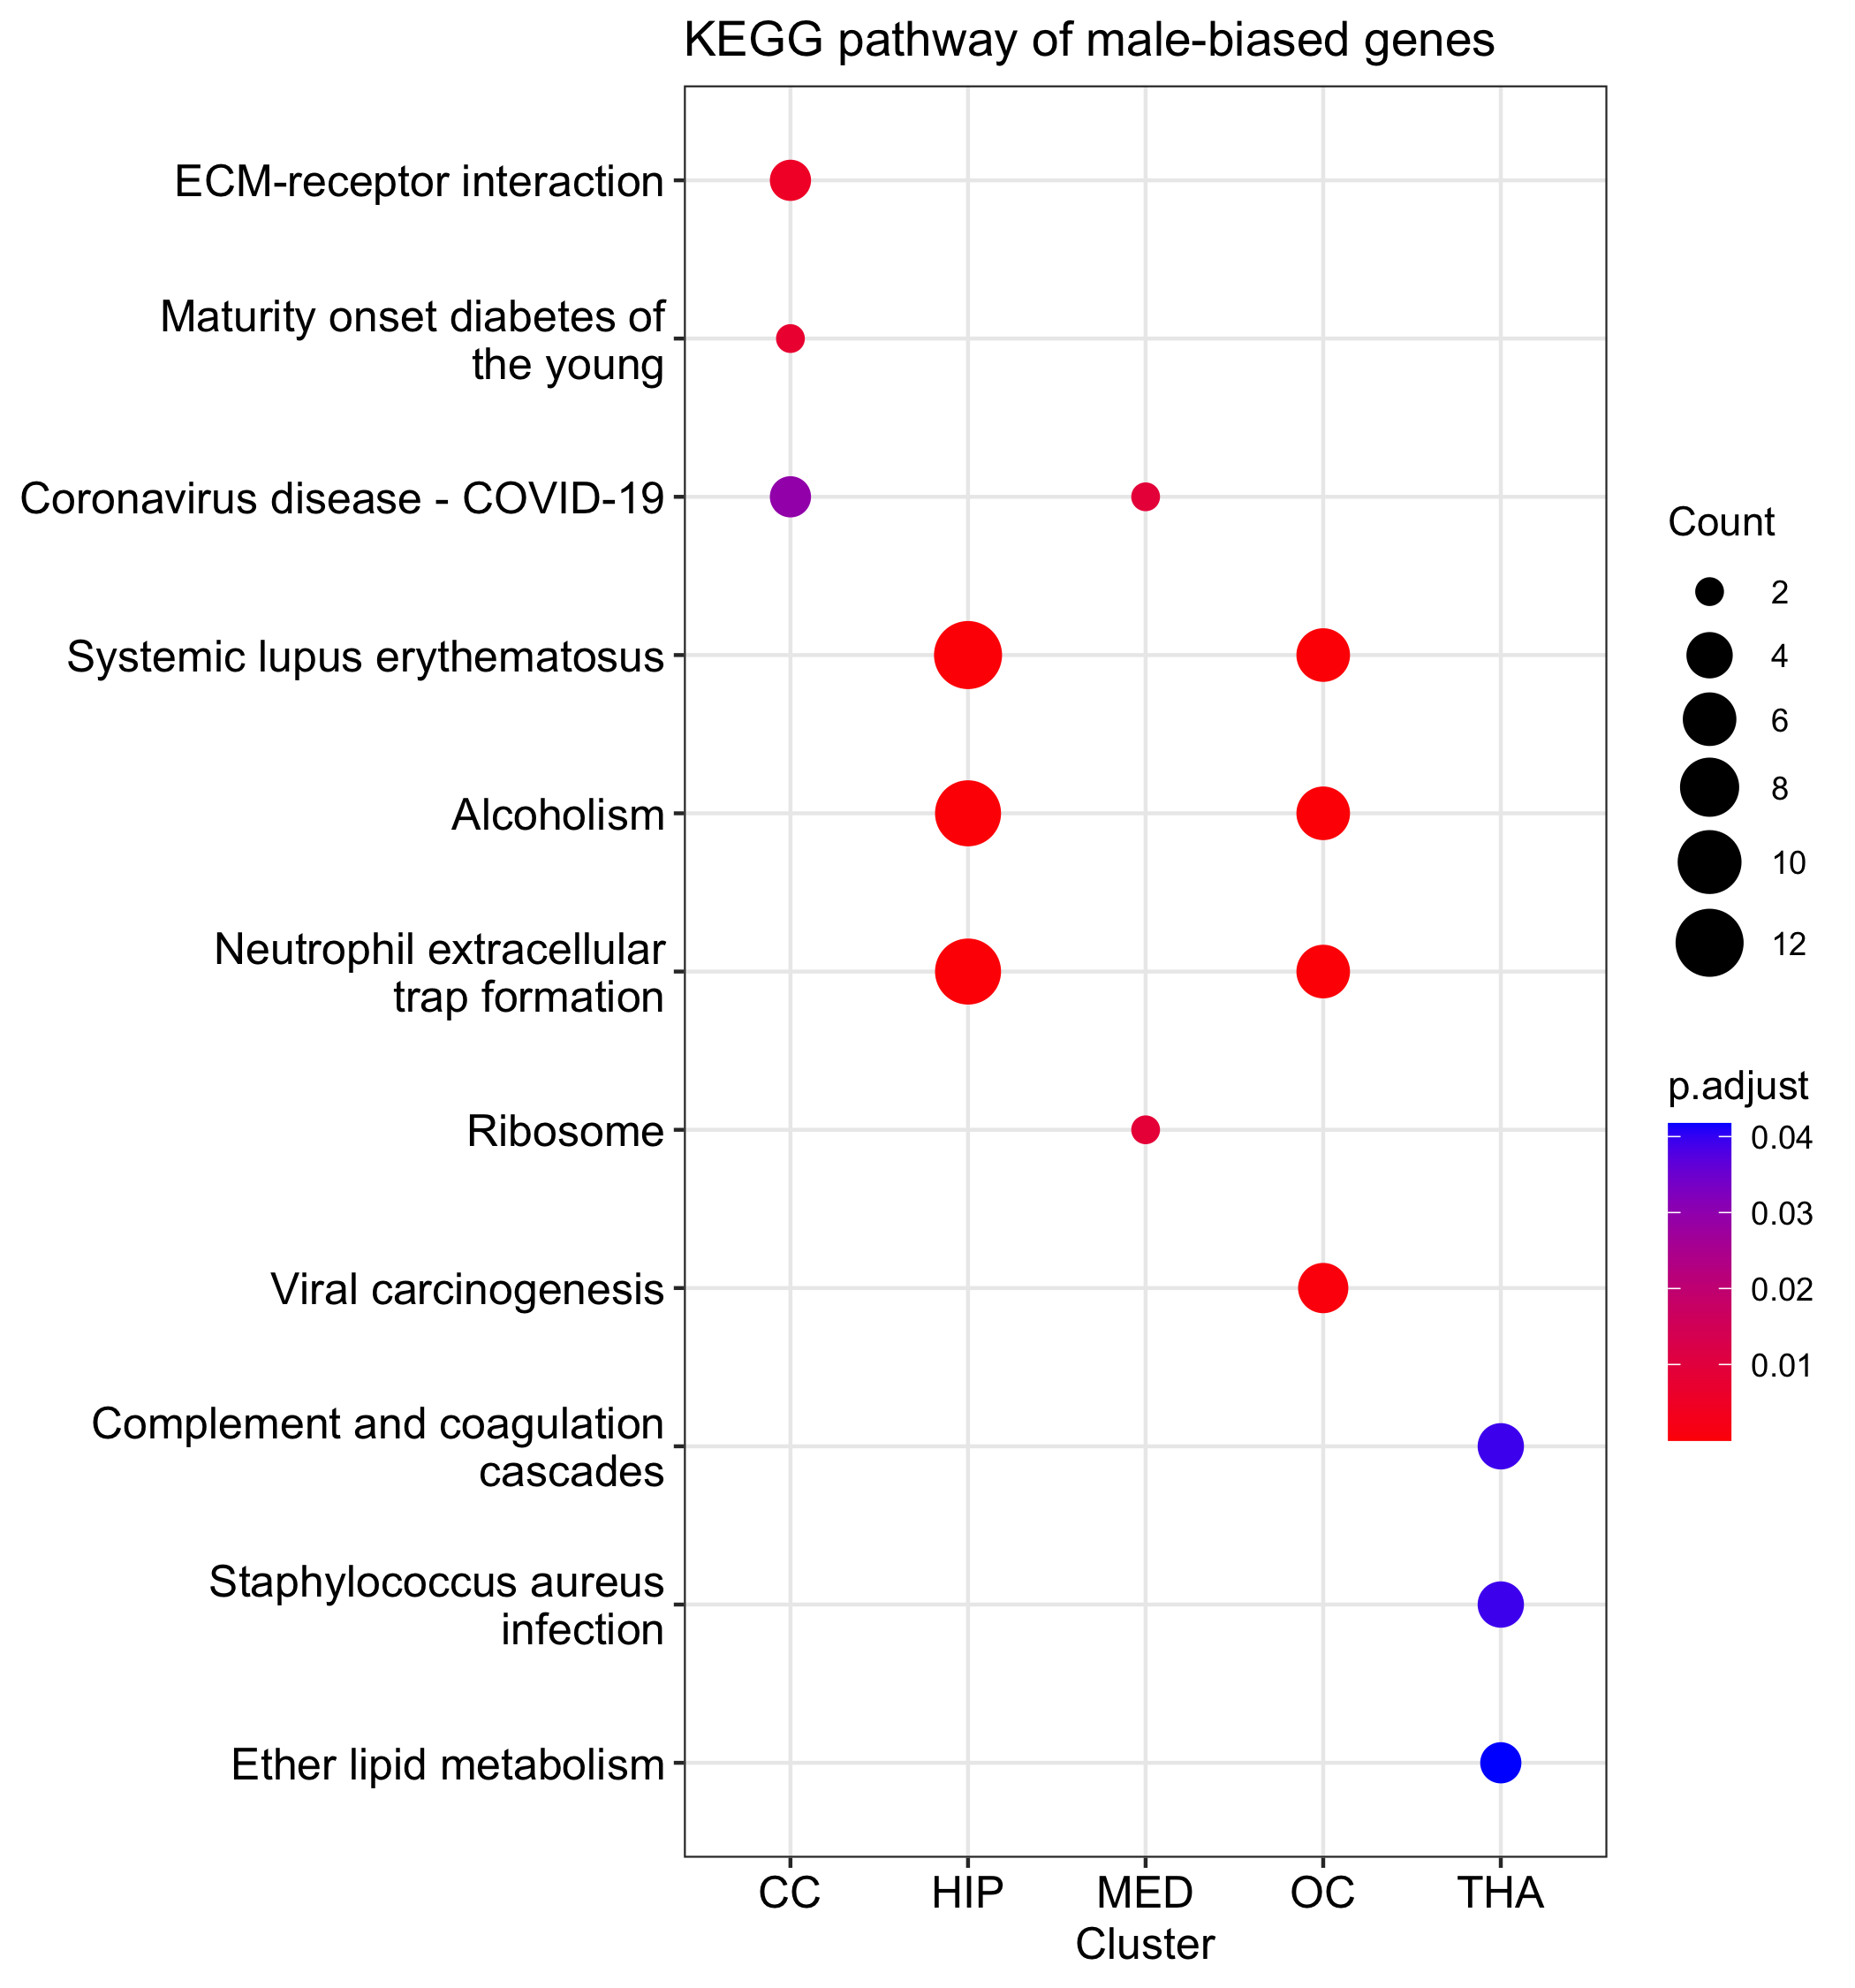 KEGG pathway of male-biased genes
ECM-receptor interaction
Maturity onset diabetes of
the young
Coronavirus disease - COVID-19
Systemic lupus erythematosus
Alcoholism
Neutrophil extracellular
trap formation
Ribosome
Viral carcinogenesis
Complement and coagulation
cascades
Staphylococcus aureus
infection
Ether lipid metabolism
CC HIP MED OC THA
Cluster
Count
2
4
6
8
10
12
p.adjust
0.04
0.03
0.02
0.01